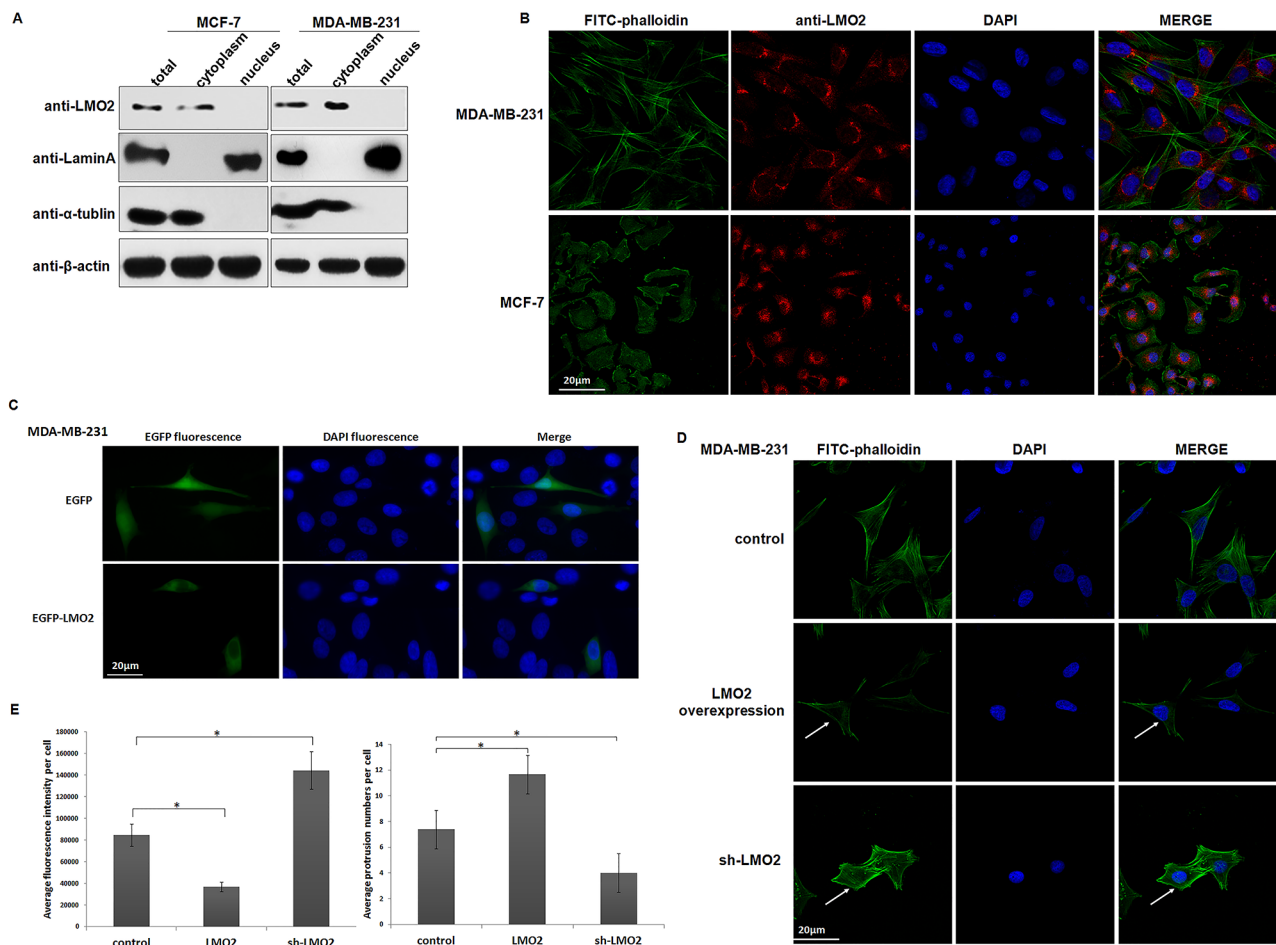 A
MCF-7
MDA-MB-231
total
cytoplasm
nucleus
total
cytoplasm
nucleus
anti-LMO2
anti-LaminA
anti-α-tublin
anti-β-actin
B
FITC-phalloidin
anti-LMO2
DAPI
MERGE
MDA-MB-231
MCF-7
20μm
C
MDA-MB-231
EGFP fluorescence
DAPI fluorescence
Merge
EGFP
EGFP-LMO2
20μm
D
MDA-MB-231
FITC-phalloidin
DAPI
MERGE
control
LMO2
overexpression
sh-LMO2
20μm
E
Average fluorescence intensity per cell
180000
160000
140000
120000
100000
80000
60000
40000
20000
0
*
*
control
LMO2
sh-LMO2
Average protrusion numbers per cell
14
12
10
8
6
4
2
0
*
*
control
LMO2
sh-LMO2